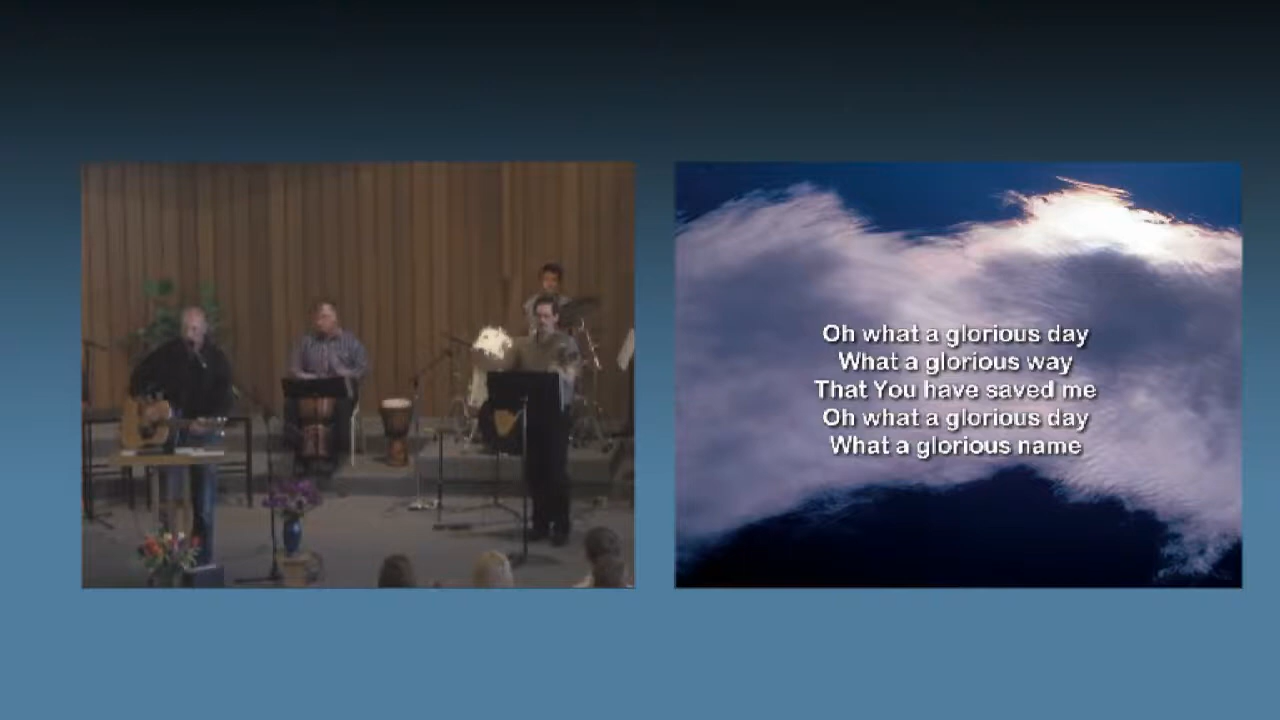 Oh what a glorious day
What a glorious way
That You have saved me
Oh what a glorious day
What a glorious name